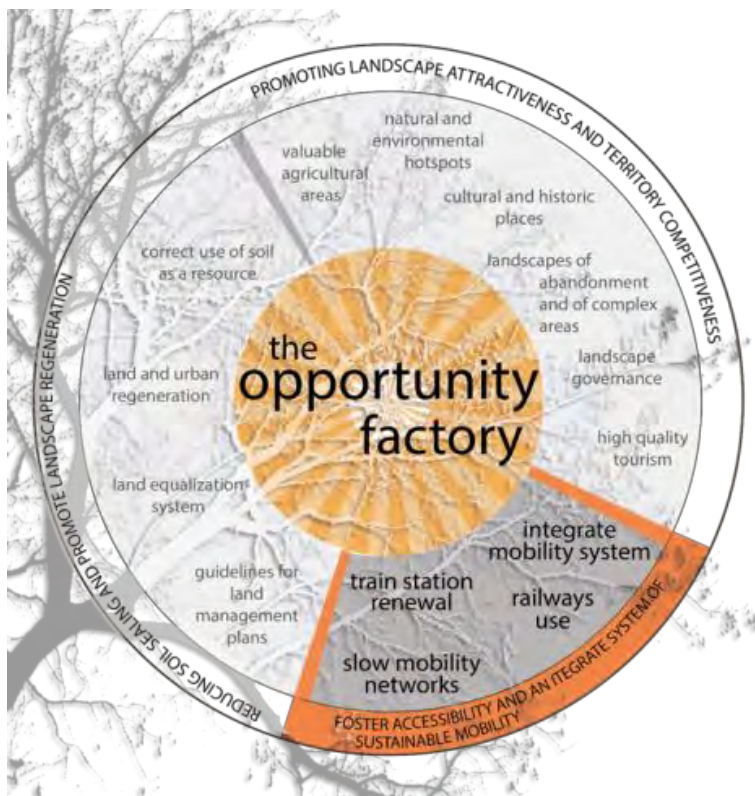 PROMOTING LANDSCAPE ATTRACTIVENESS AND TERRITORY COMPETITIVENESS
natural and
environmental
hotspots
valuable
agricultural
areas
cultural and historic
places
correct use of soil
as a resource
landscapes of
abandonment
and of complex
areas
the
opportunity
factory
landscape
governance
land and urban
regeneration
high quality
tourism
land equalization
system
integrate
mobility system
guidelines for
land
management
plans
train station
renewal
railways
use
slow mobility
networks
REDUCING SOIL SEALING AND PROMOTE LANDSCAPE REGENERATION
FOSTER ACCESSIBILITY AND AN ITEGRATE SYSTEM OF
SUSTAINABLE MOBILITY